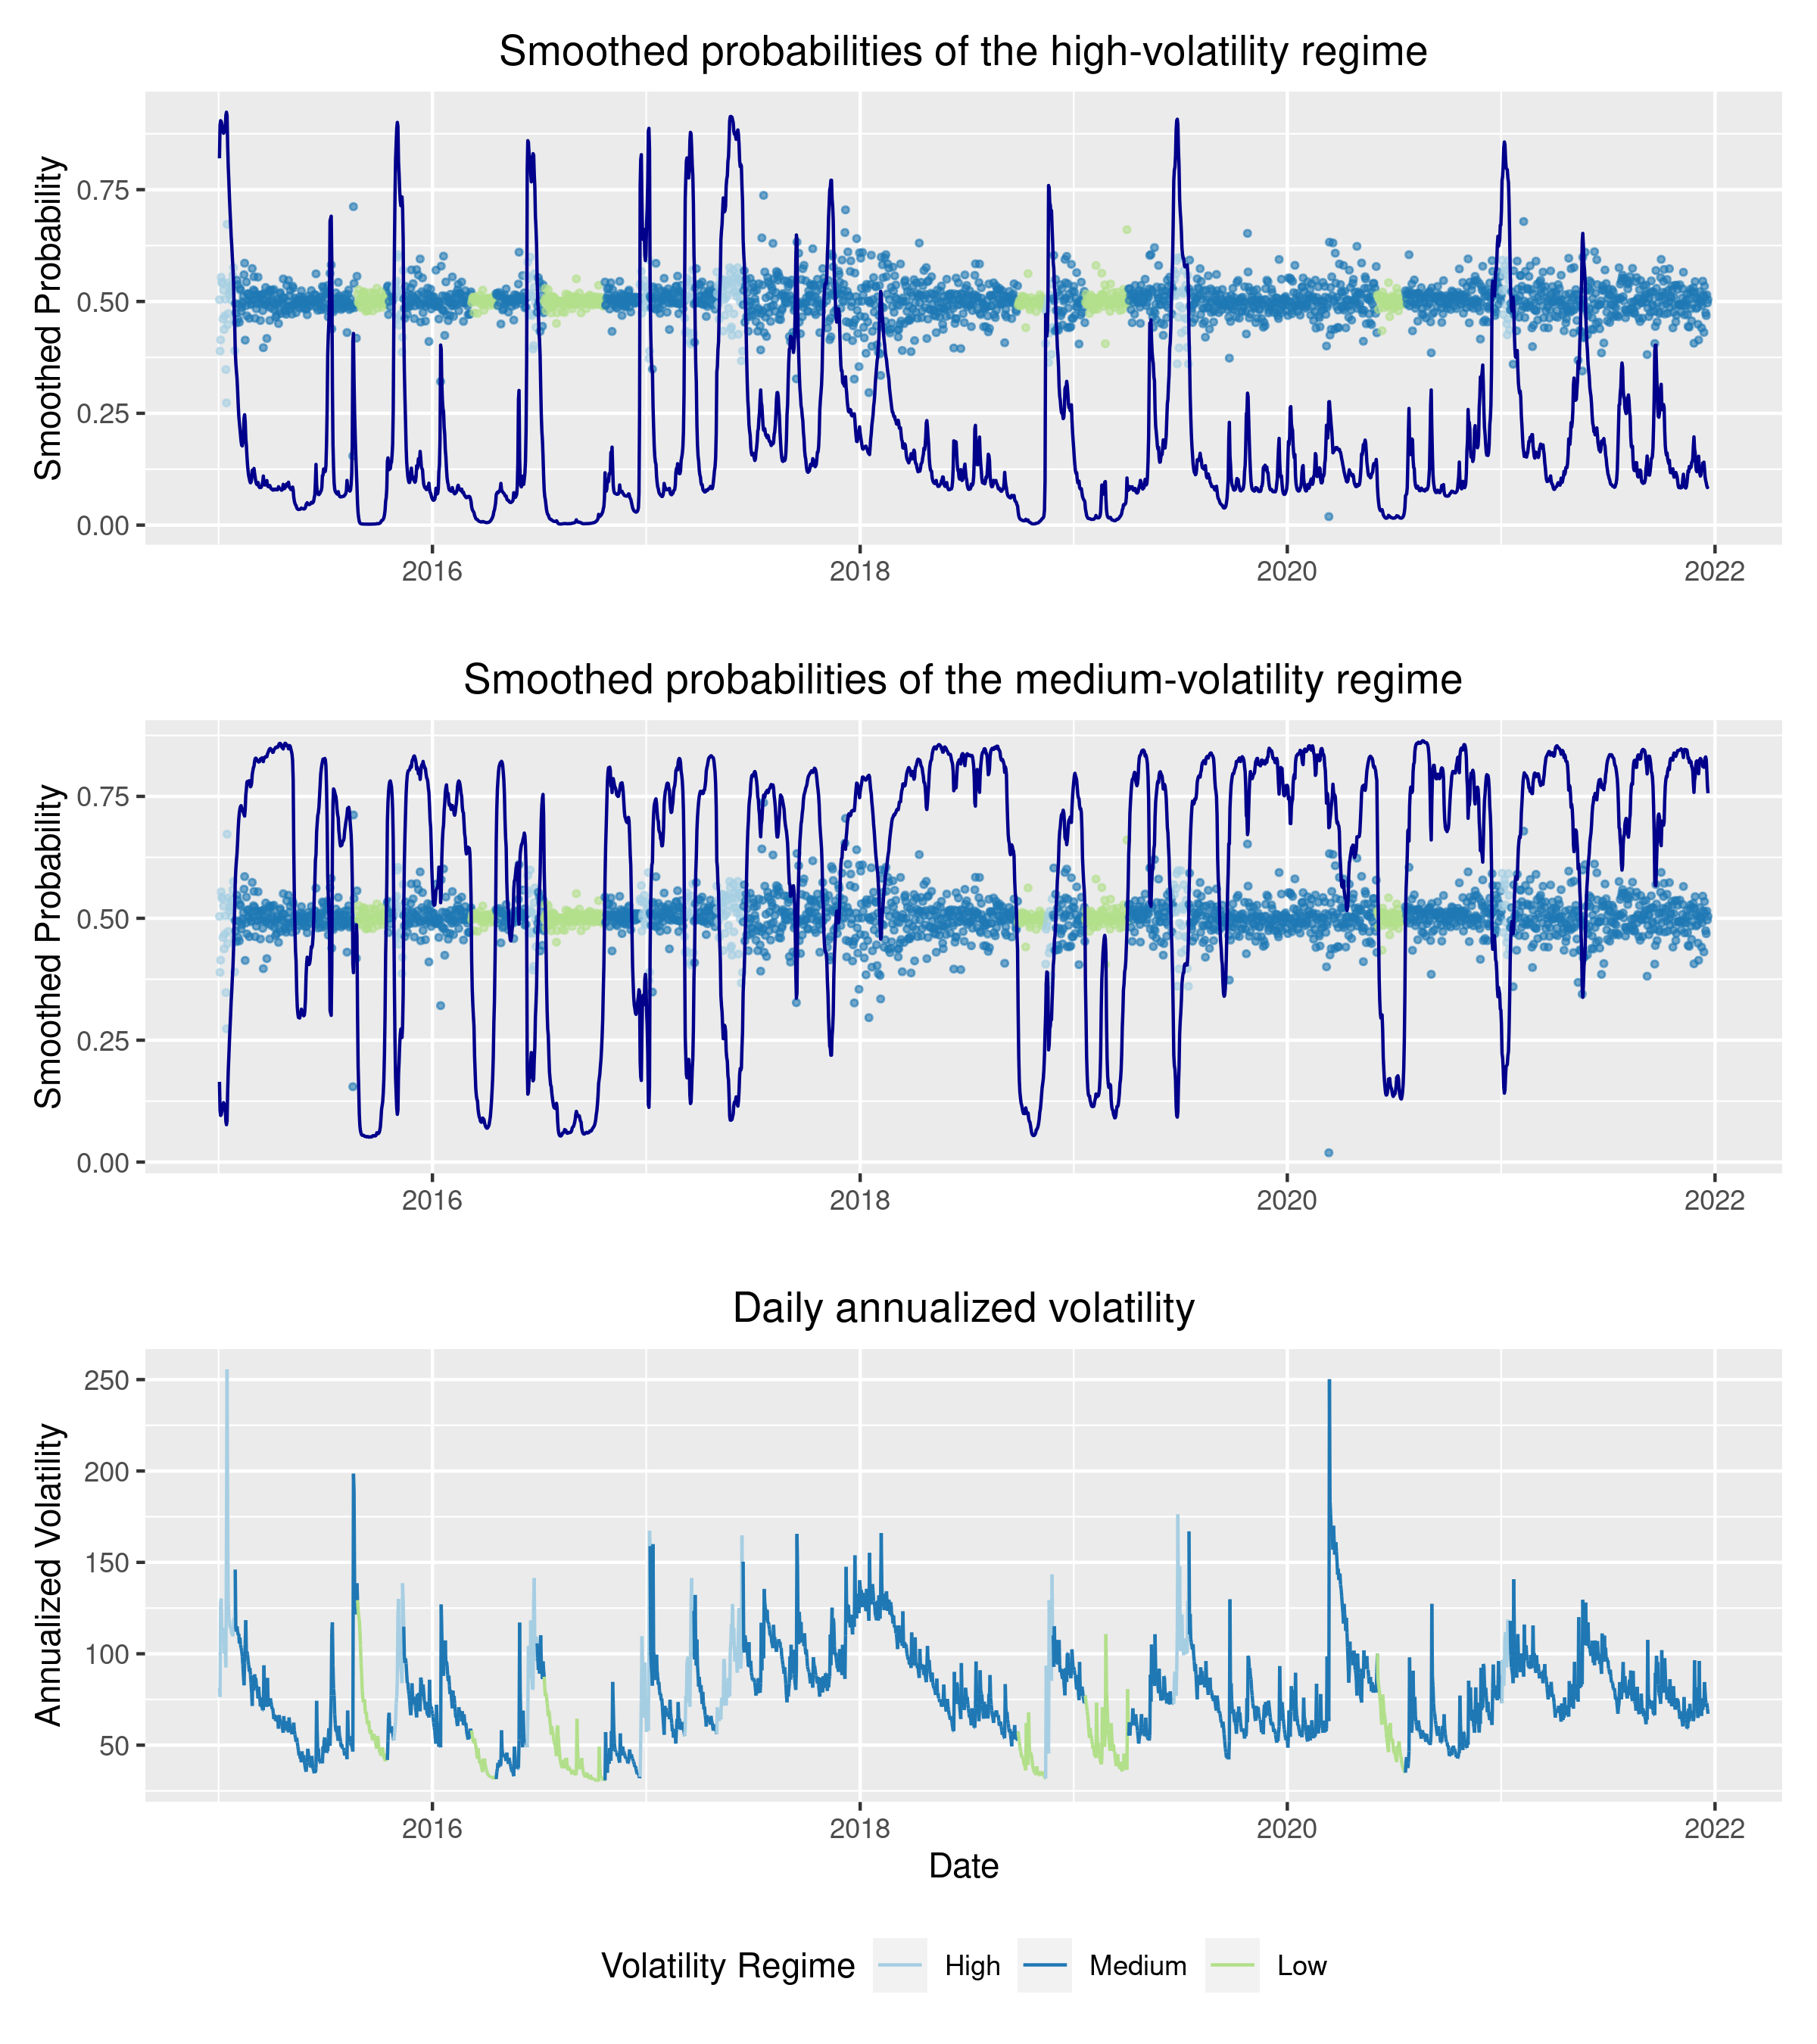 Smoothed probabilities of the high-volatility regime
Smoothed Probability
0.75
0.50
0.25
0.00
2016 2018 2020 2022
Smoothed probabilities of the medium-volatility regime
Smoothed Probability
0.75
0.50
0.25
0.00
2016 2018 2020 2022
Daily annualized volatility
Annualized Volatility
250
200
150
100
50
2016 2018 2020 2022
Date
Volatility Regime High Medium Low